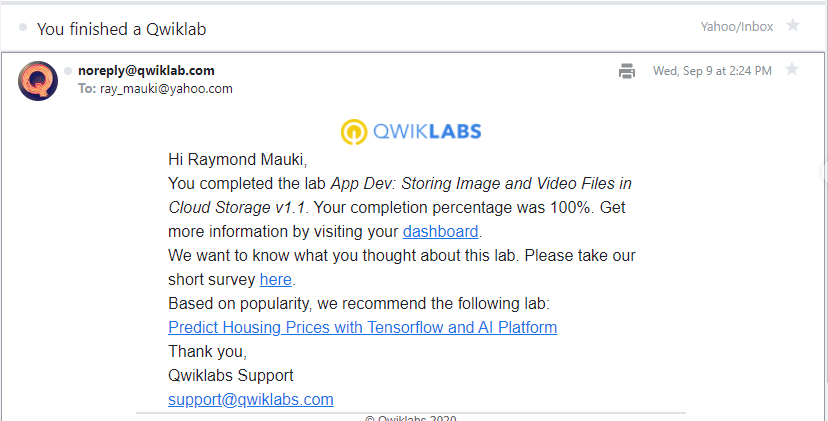 You finished a Qwiklab
Yahoo/Inbox
noreply@qwiklab.com
Wed, Sep 9 at 2:24 PM
To: ray_mauki@yahoo.com
QWIKLABS
Hi Raymond Mauki,
You completed the lab App Dev: Storing Image and Video Files in
Cloud Storage v1.1. Your completion percentage was 100%. Get
more information by visiting your dashboard.
We want to know what you thought about this lab. Please take our
short survey here.
Based on popularity, we recommend the following lab:
Predict Housing Prices with Tensorflow and AI Platform
Thank you,
Qwiklabs Support
support@qwiklabs.com
© Qwiklabs 2020